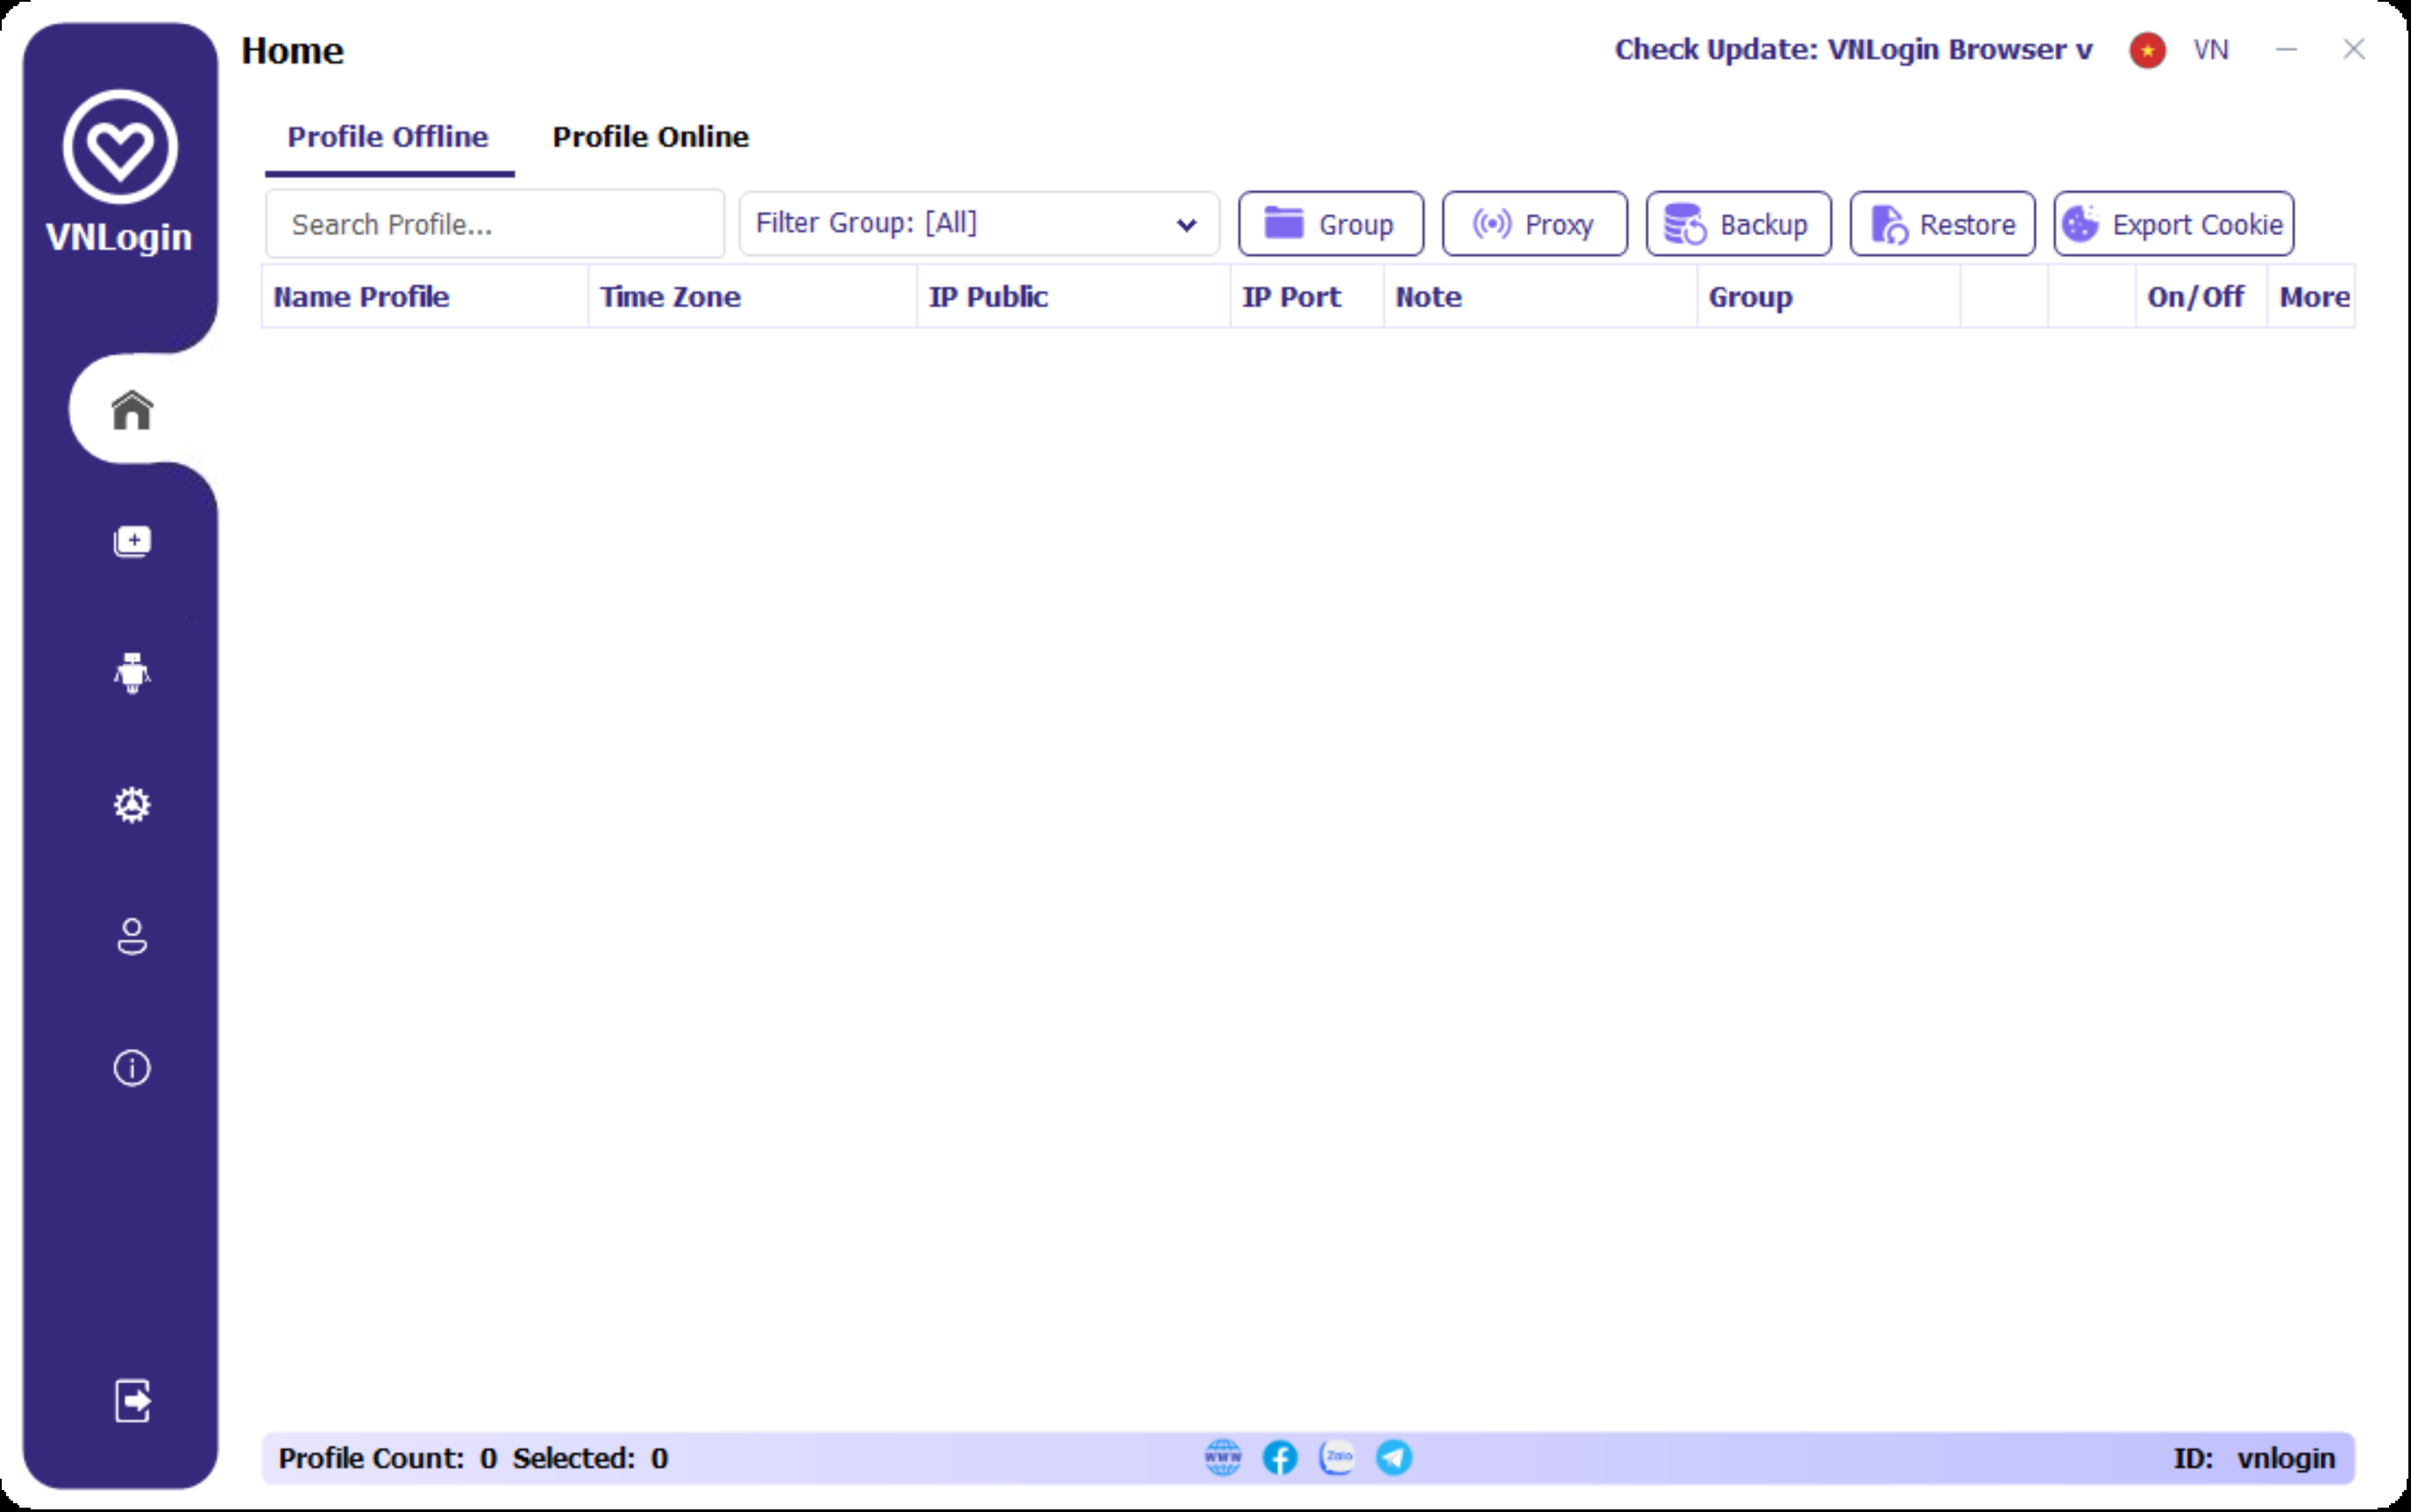 Home
Check Update: VNLogin Browser v
VN
VNLogin
Profile Offline
Profile Online
Search Profile...
Filter Group: [All]
Group
Proxy
Backup
Restore
Export Cookie
Name Profile
Time Zone
IP Public
IP Port
Note
Group
On/Off
More
Profile Count: 0 Selected: 0
WWW
Zalo
ID: vnlogin